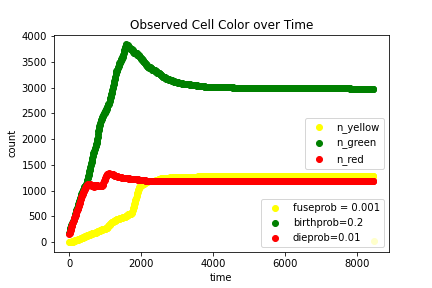 Observed Cell Color over Time
4000
3500
3000
2500
2000
1500
1000
500
0
count
n_yellow
n_green
n_red
fuseprob = 0.001
birthprob=0.2
dieprob=0.01
0 2000 4000 6000 8000
time